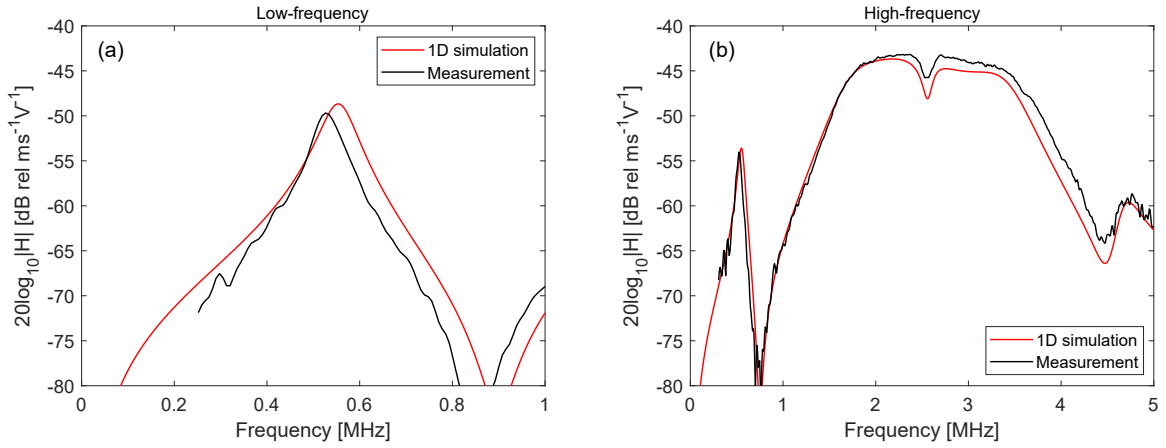 Low-frequency
(a)
1D simulation
Measurement
20log10|H| [dB rel ms-1V-1]
-40
-45
-50
-55
-60
-65
-70
-75
-80
0 0.2 0.4 0.6 0.8 1
Frequency [MHz]
High-frequency
(b)
20log10|H| [dB rel ms-1V-1]
-40
-45
-50
-55
-60
-65
-70
-75
-80
1D simulation
Measurement
0 1 2 3 4 5
Frequency [MHz]